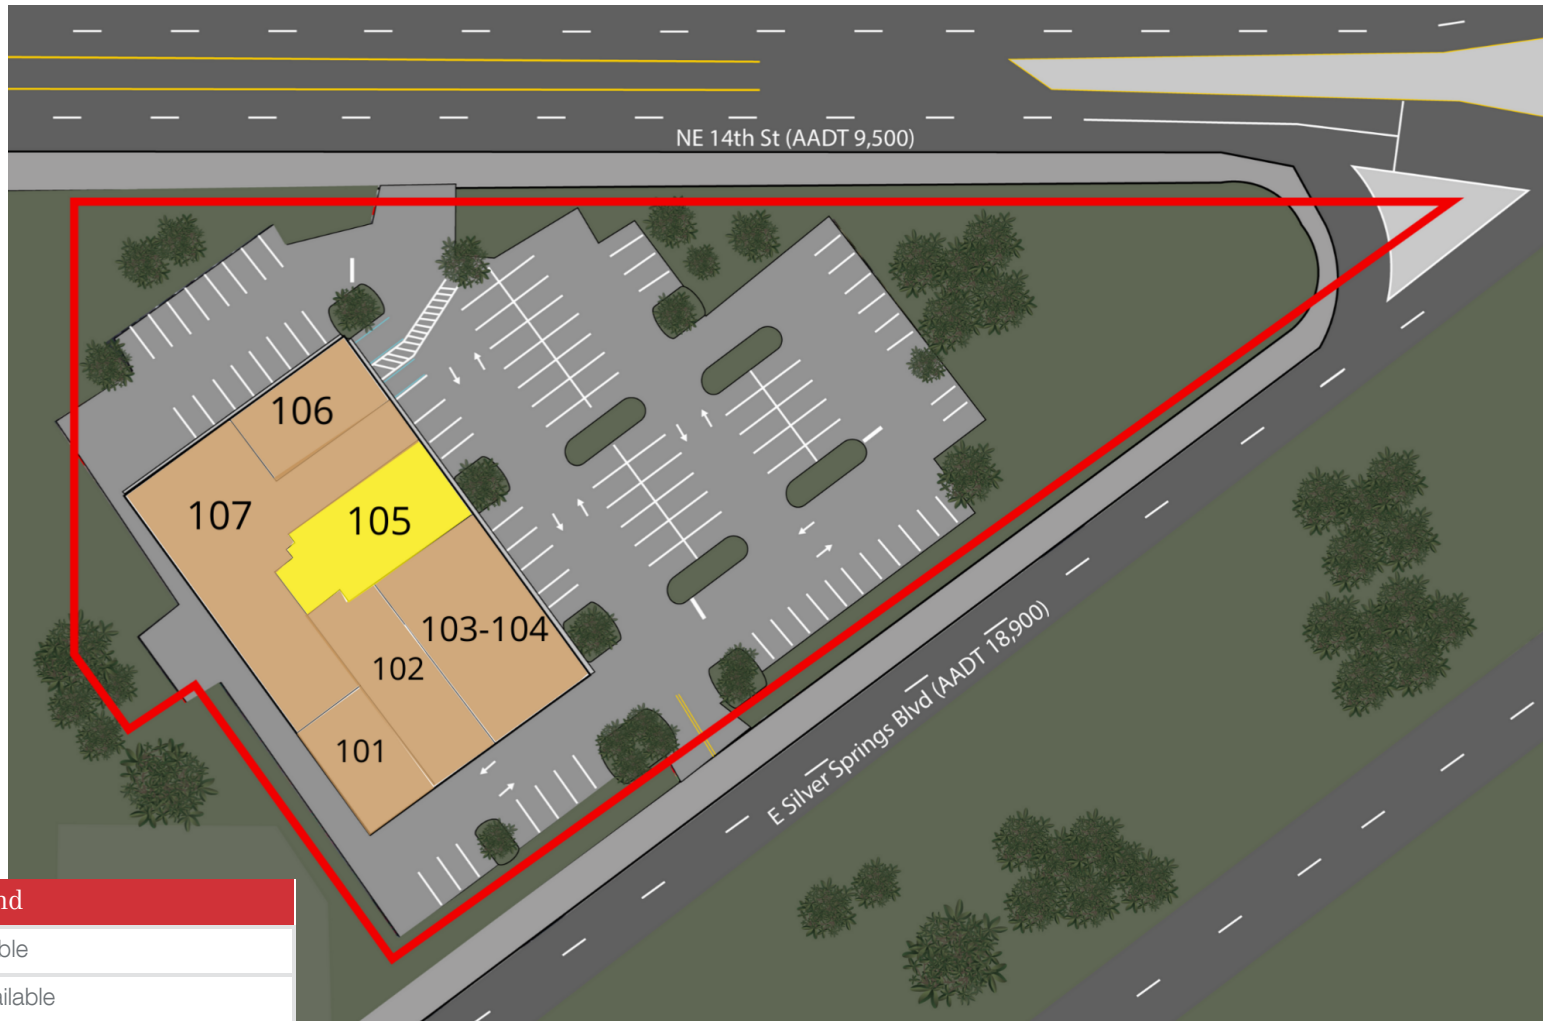 NE 14th St (AADT 9,500)
106
107
105
103-104
102
101
E Silver Springs Blvd (AADT 18,900)
nd
ble
ailable